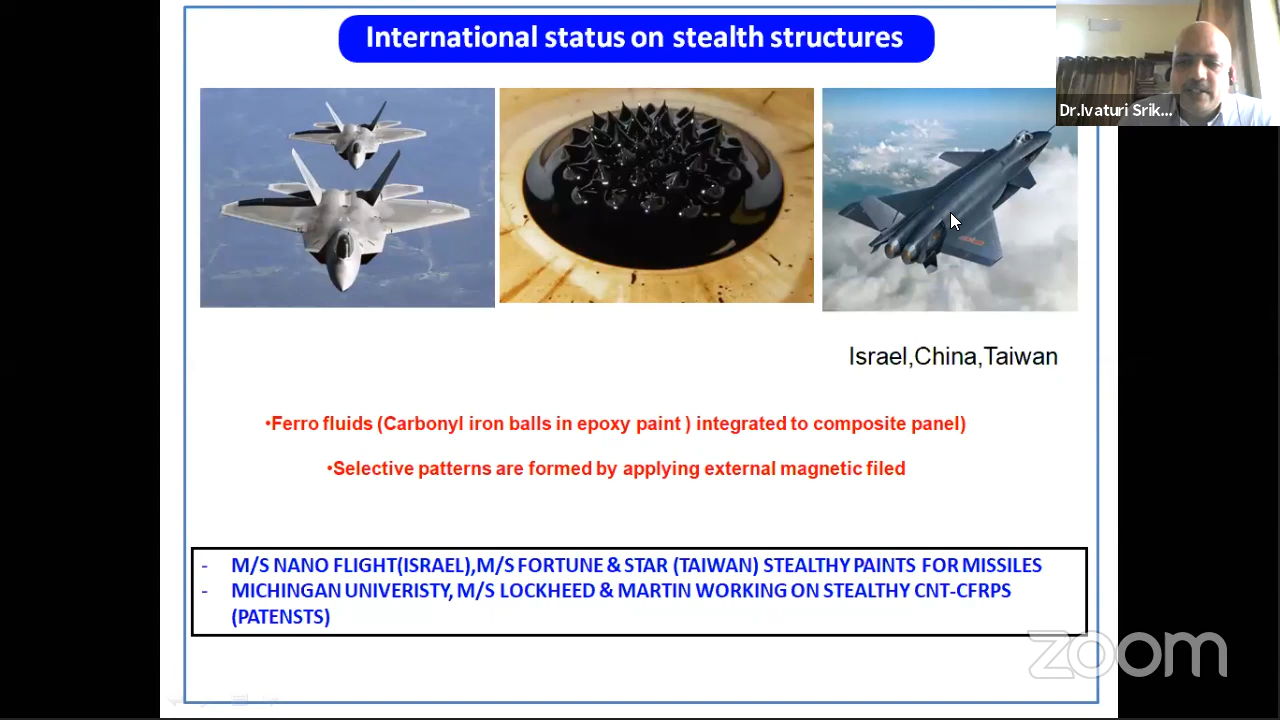 International status on stealth structures
Dr.Ivaturi Srik...
Israel,China,Taiwan
•Ferro fluids (Carbonyl iron balls in epoxy paint ) integrated to composite panel)
•Selective patterns are formed by applying external magnetic filed
- M/S NANO FLIGHT(ISRAEL),M/S FORTUNE & STAR (TAIWAN) STEALTHY PAINTS FOR MISSILES
- MICHINGAN UNIVERISTY, M/S LOCKHEED & MARTIN WORKING ON STEALTHY CNT-CFRPS
(PATENSTS)
zoom